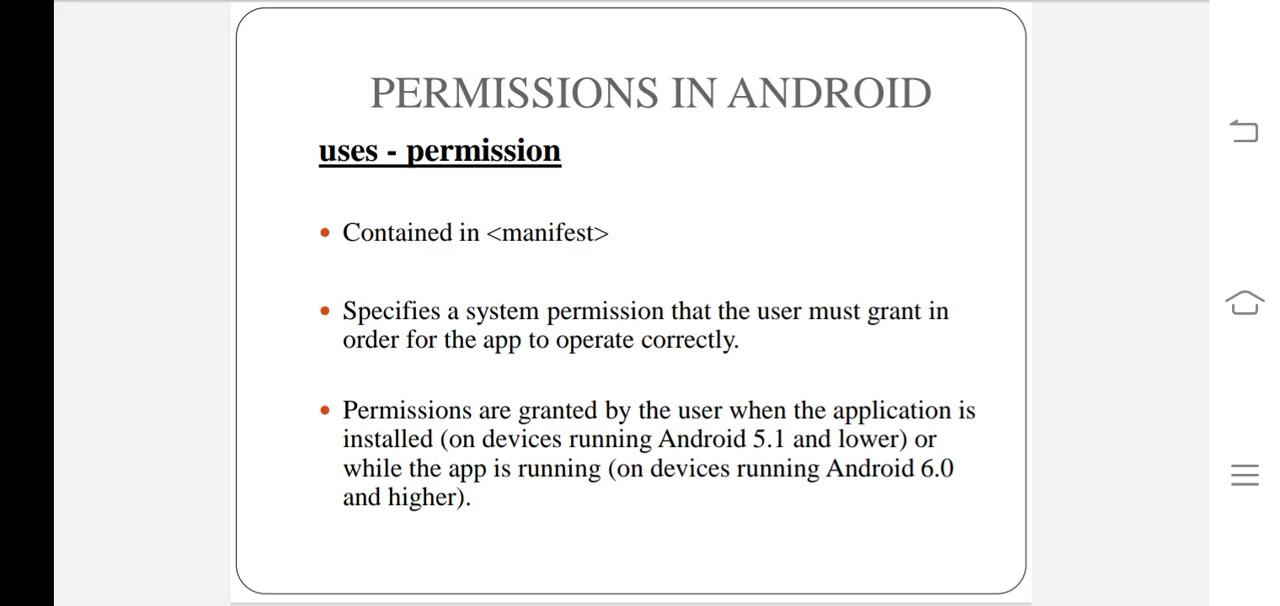 PERMISSIONS IN ANDROID
uses - permission
• Contained in <manifest>
• Specifies a system permission that the user must grant in
order for the app to operate correctly.
• Permissions are granted by the user when the application is
installed (on devices running Android 5.1 and lower) or
while the app is running (on devices running Android 6.0
and higher).